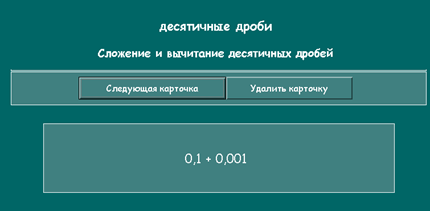 десятичные дроби
Сложение и вычитание десятичных дробей
Следующая карточка Удалить карточку
0,1 + 0,001